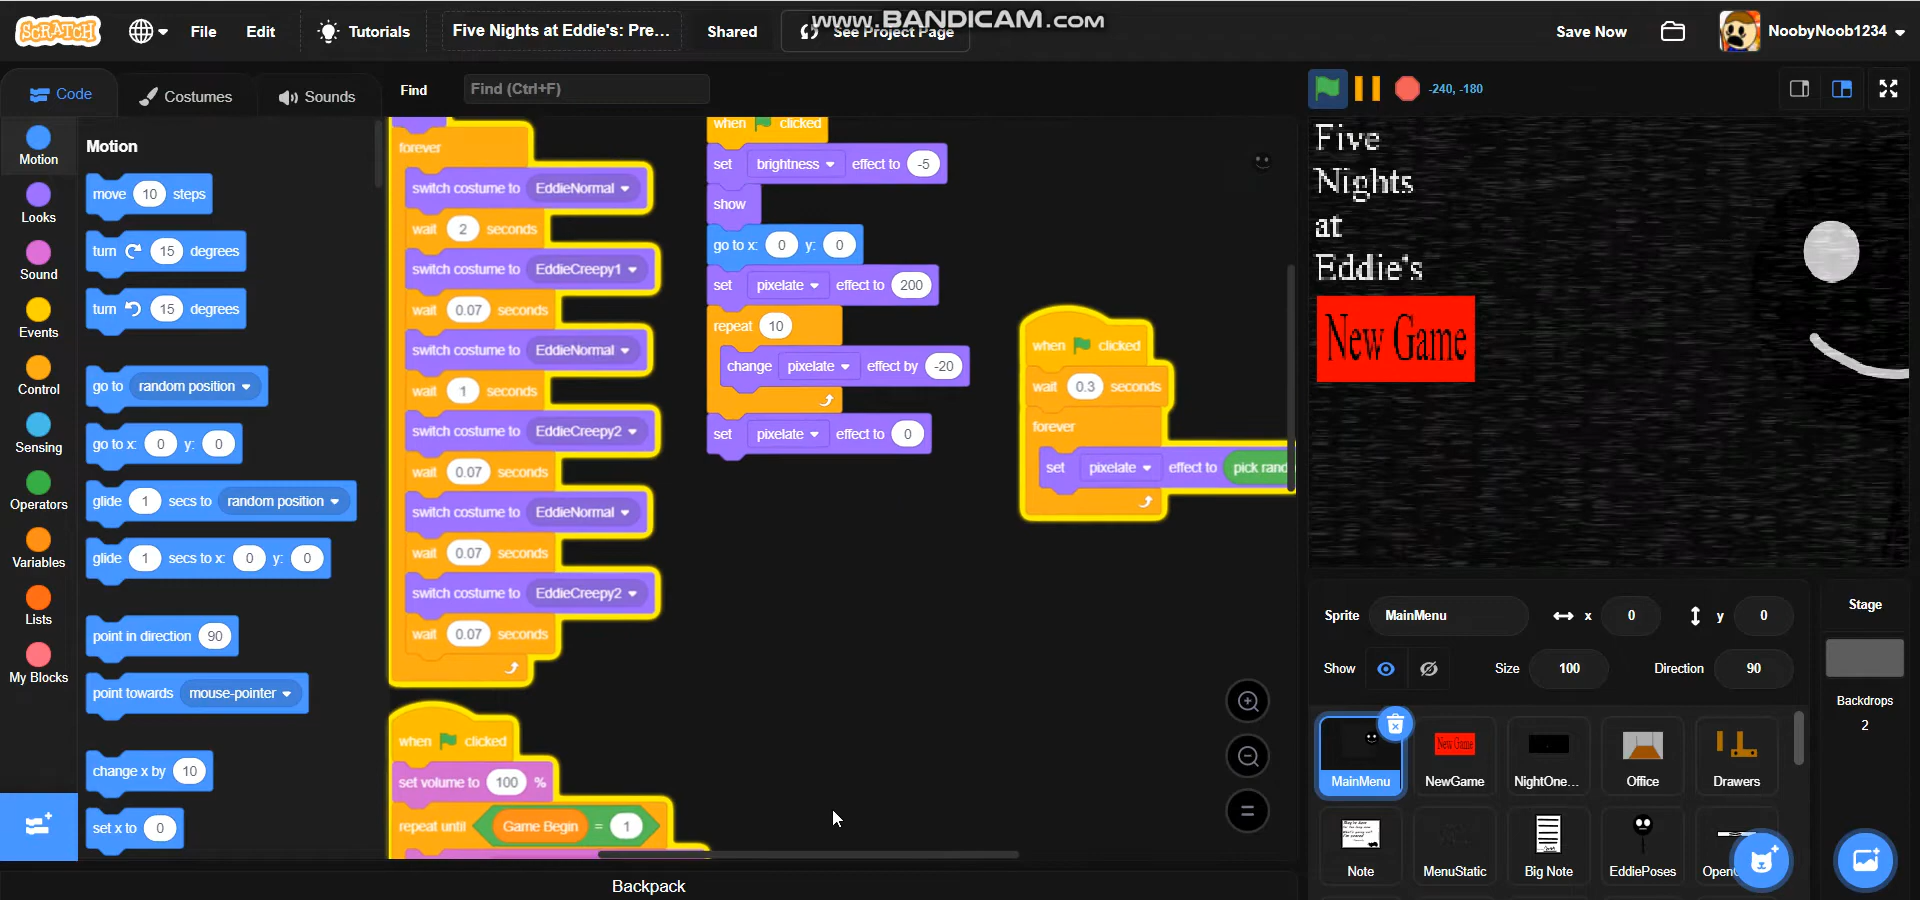 www.BANDICAM.com
SCRATCH
File
Edit
Tutorials
Five Nights at Eddie's: Pre...
Shared
See Project Page
Save Now
NoobyNoob1234
Code
Costumes
Sounds
Find
Find (Ctrl+F)
-240, -180
Motion
Looks
Sound
Events
Control
Sensing
Operators
Variables
Lists
My Blocks
Motion
move 10 steps
turn 15 degrees
turn 15 degrees
go to random position
go to x: 0 y: 0
glide 1 secs to random position
glide 1 secs to x: 0 y: 0
point in direction 90
point towards mouse-pointer
change x by 10
set x to 0
forever
switch costume to EddieNormal
wait 2 seconds
switch costume to EddieCreepy1
wait 0.07 seconds
switch costume to EddieNormal
wait 1 seconds
switch costume to EddieCreepy2
wait 0.07 seconds
switch costume to EddieNormal
wait 0.07 seconds
switch costume to EddieCreepy2
wait 0.07 seconds
when clicked
set volume to 100 %
repeat until Game Begin = 1
when clicked
set brightness effect to -5
show
go to x: 0 y: 0
set pixelate effect to 200
repeat 10
change pixelate effect by -20
set pixelate effect to 0
when clicked
wait 0.3 seconds
forever
set pixelate effect to pick rand
Backpack
Five
Nights
at
Eddie's
New Game
Sprite MainMenu x 0 y 0
Show Size 100 Direction 90
Stage
Backdrops
2
New Game
MainMenu NewGame NightOne... Office Drawers
Note MenuStatic Big Note EddiePoses